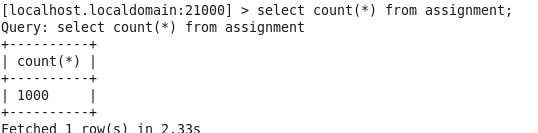 [localhost.localdomain:21000] > select count(*) from assignment;
Query: select count(*) from assignment
+----------+
| count(*) |
+----------+
| 1000     |
+----------+
Fetched 1 row(s) in 2.33s